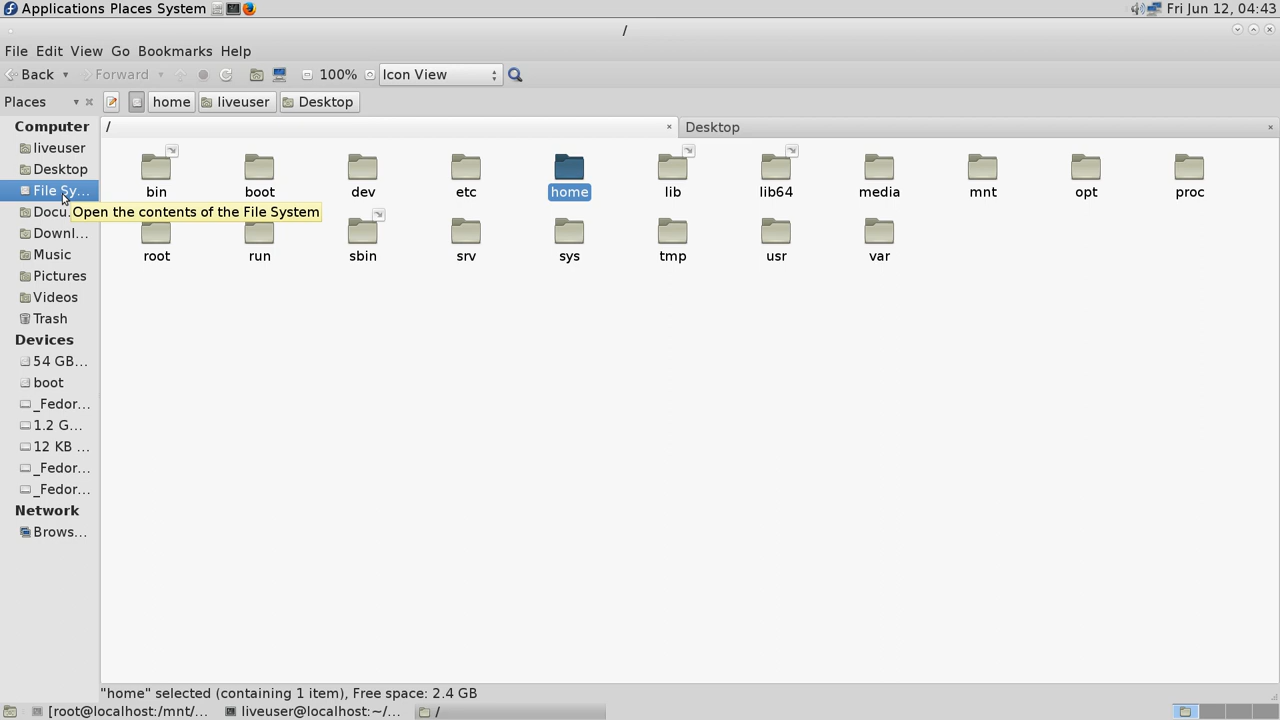 Applications Places System
Fri Jun 12, 04:43
/
File Edit View Go Bookmarks Help
Back
Forward
100%
Icon View
Places
home
liveuser
Desktop
Computer
/
Desktop
liveuser
Desktop
File Sy...
Docu.
Open the contents of the File System
Downl...
Music
Pictures
Videos
Trash
Devices
54 GB...
boot
_Fedor...
1.2 G...
12 KB ...
_Fedor...
_Fedor...
Network
Brows...
bin boot dev etc home lib lib64 media mnt opt proc
root run sbin srv sys tmp usr var
"home" selected (containing 1 item), Free space: 2.4 GB
[root@localhost:/mnt/...
liveuser@localhost:~/...
/